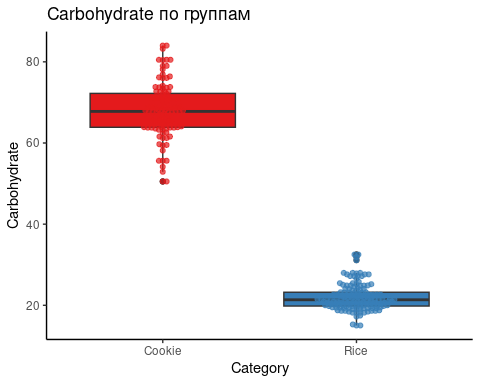 Carbohydrate по группам
Carbohydrate
80
60
40
20
Cookie
Rice
Category